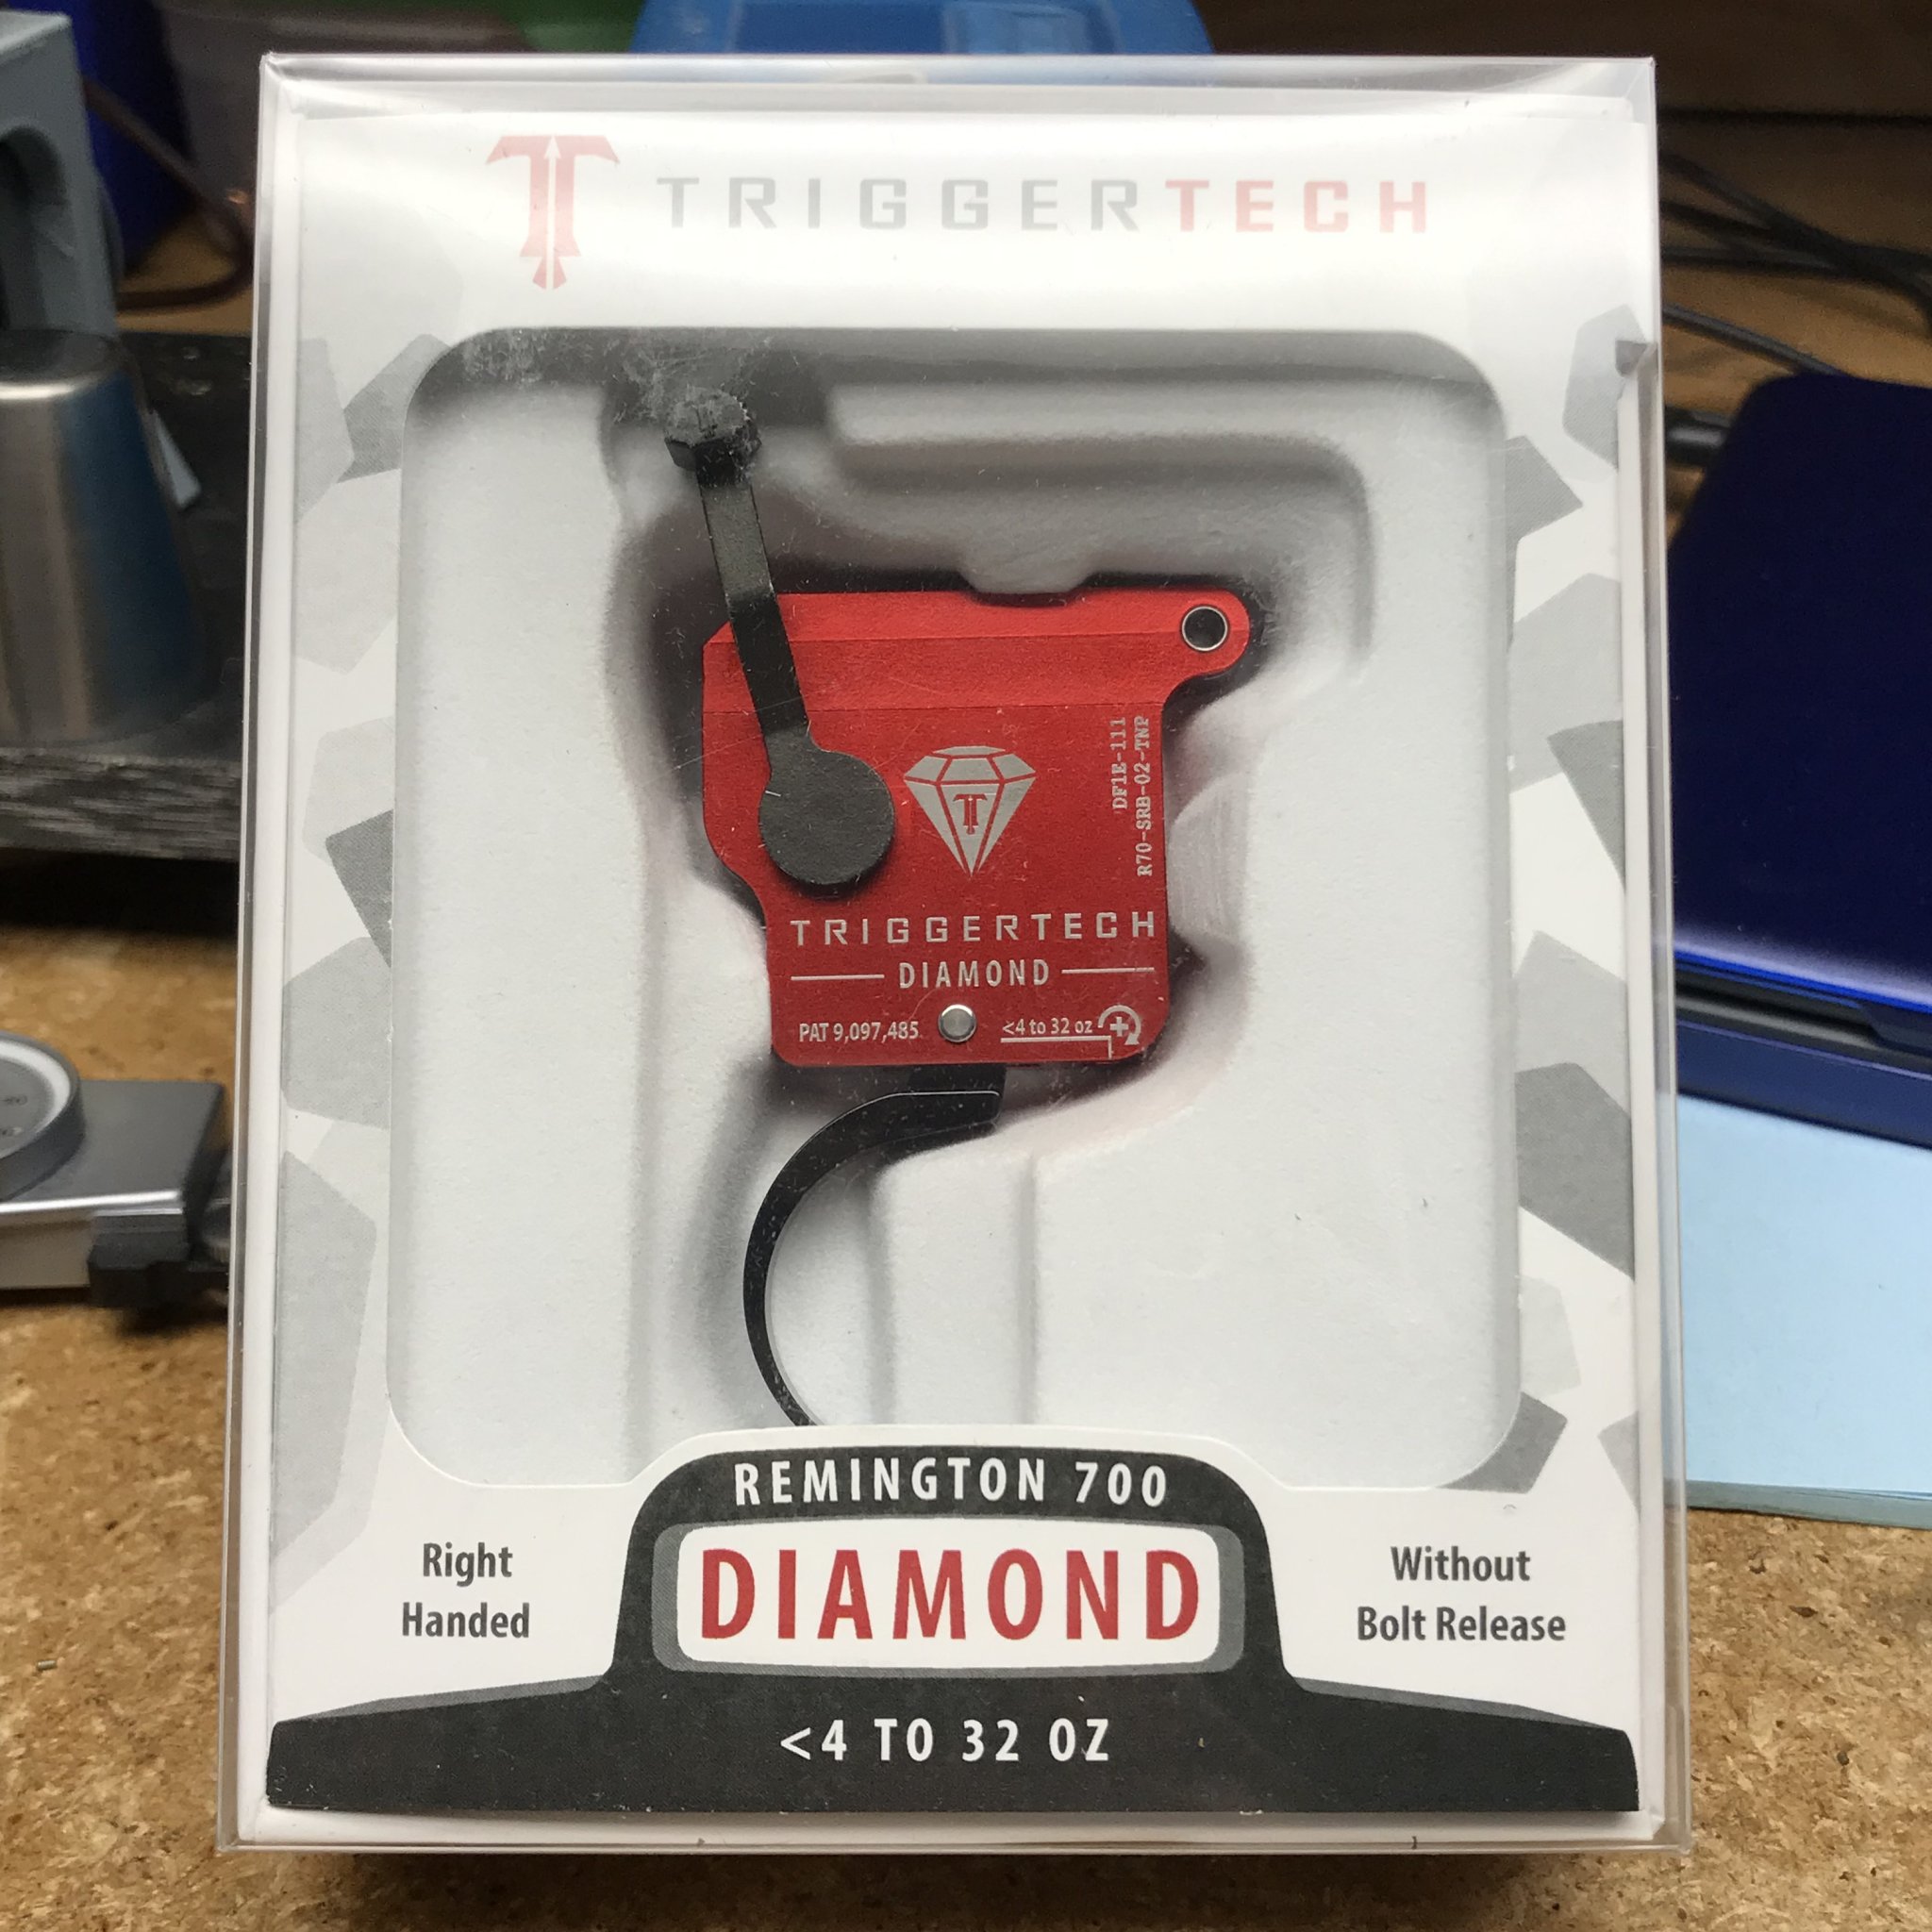 TRIGGERTECH
DF1E-111
R70-SRB-02-TNP
TRIGGERTECH
DIAMOND
PAT 9,097,485
<4 to 32 oz
REMINGTON 700
DIAMOND
Right
Handed
Without
Bolt Release
<4 TO 32 OZ